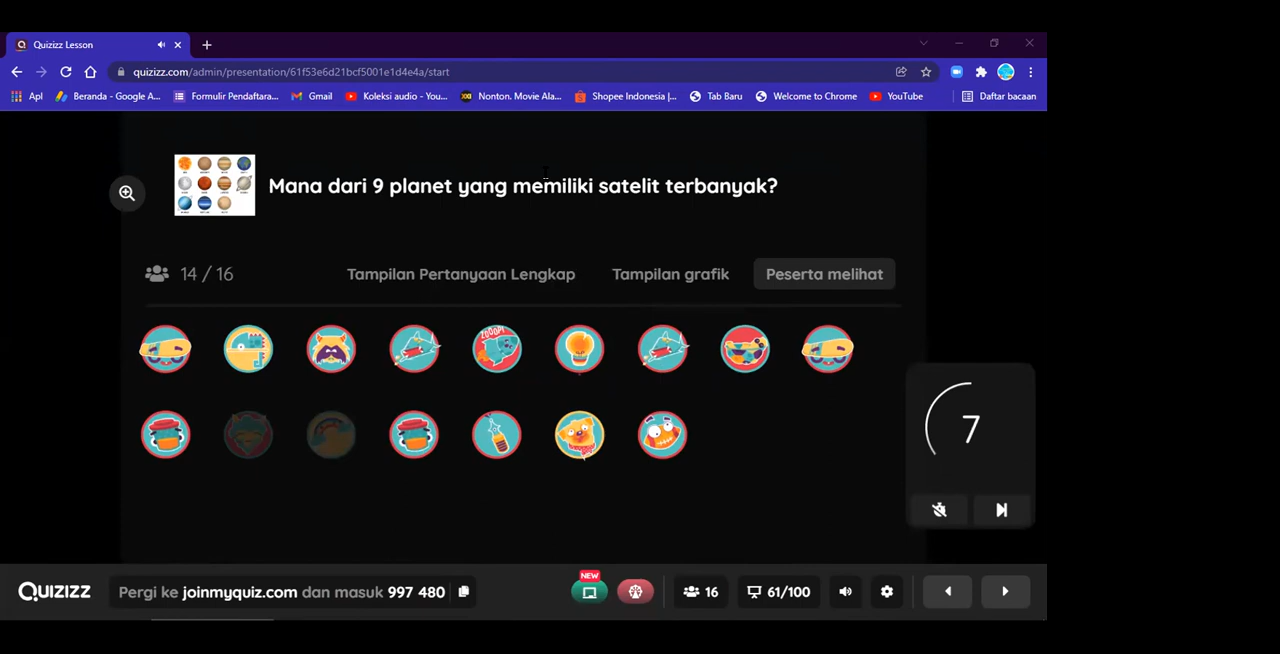 Quizizz Lesson
quizizz.com/admin/presentation/61f53e6d21bcf5001e1d4e4a/start
Apl Beranda - Google A... Formulir Pendaftara... Gmail Koleksi audio - You... Nonton. Movie Ala... Shopee Indonesia |... Tab Baru Welcome to Chrome YouTube Daftar bacaan
Mana dari 9 planet yang memiliki satelit terbanyak?
14 / 16 Tampilan Pertanyaan Lengkap Tampilan grafik Peserta melihat
ZOOOP!
7
NEW
QUIZIZZ Pergi ke joinmyquiz.com dan masuk 997 480 16 61/100